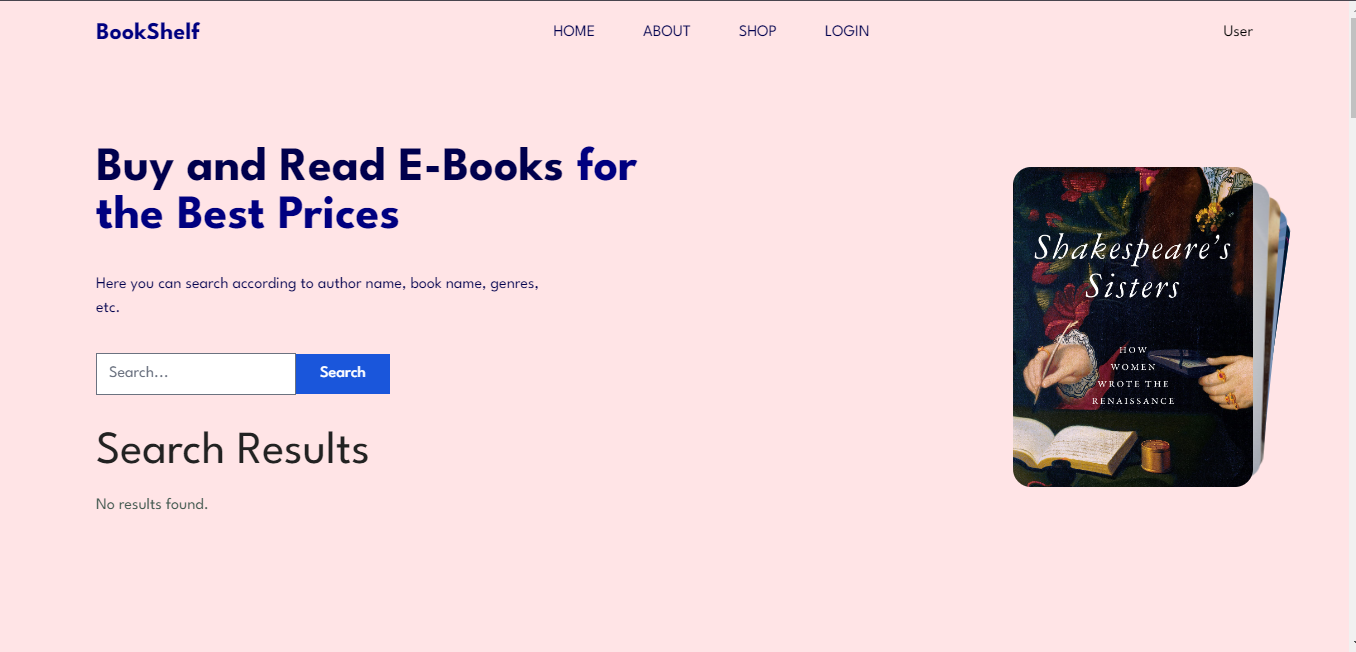 BookShelf
HOME ABOUT SHOP LOGIN
User
Buy and Read E-Books for
the Best Prices
Here you can search according to author name, book name, genres,
etc.
Search...
Search
Search Results
No results found.
Shakespeare's
Sisters
HOW
WOMEN
WROTE THE
RENAISSANCE